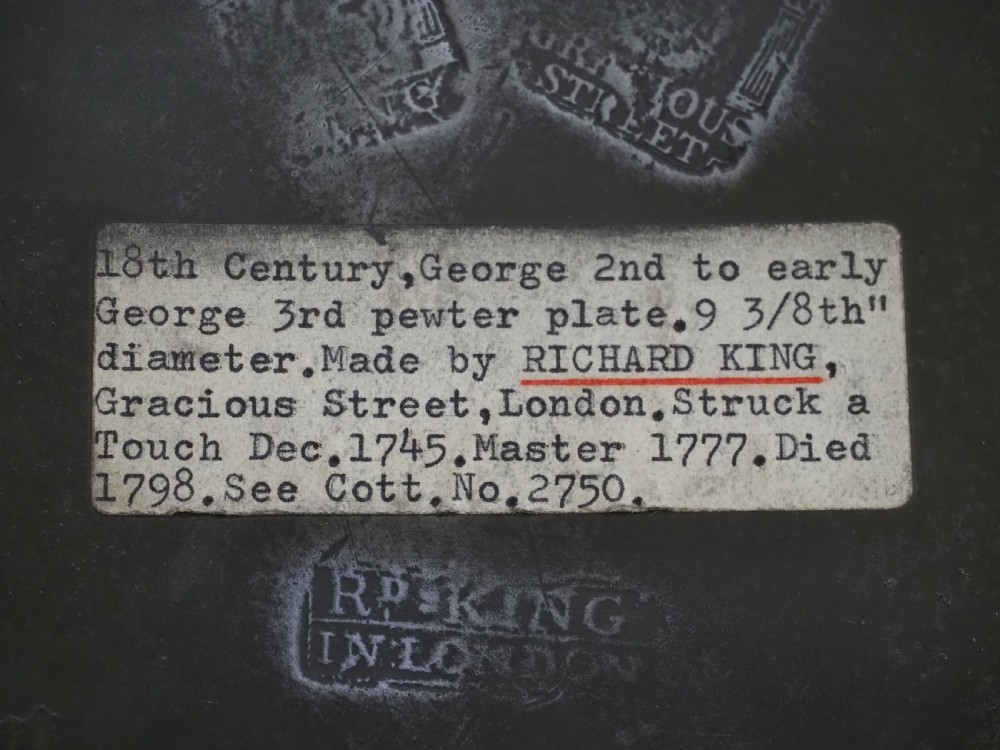 GRACIOUS
STREET
18th Century,George 2nd to early
George 3rd pewter plate.9 3/8th"
diameter.Made by RICHARD KING,
Gracious Street,London.Struck a
Touch Dec.1745.Master 1777.Died
1798.See Cott.No.2750.
KING
IN LONDON